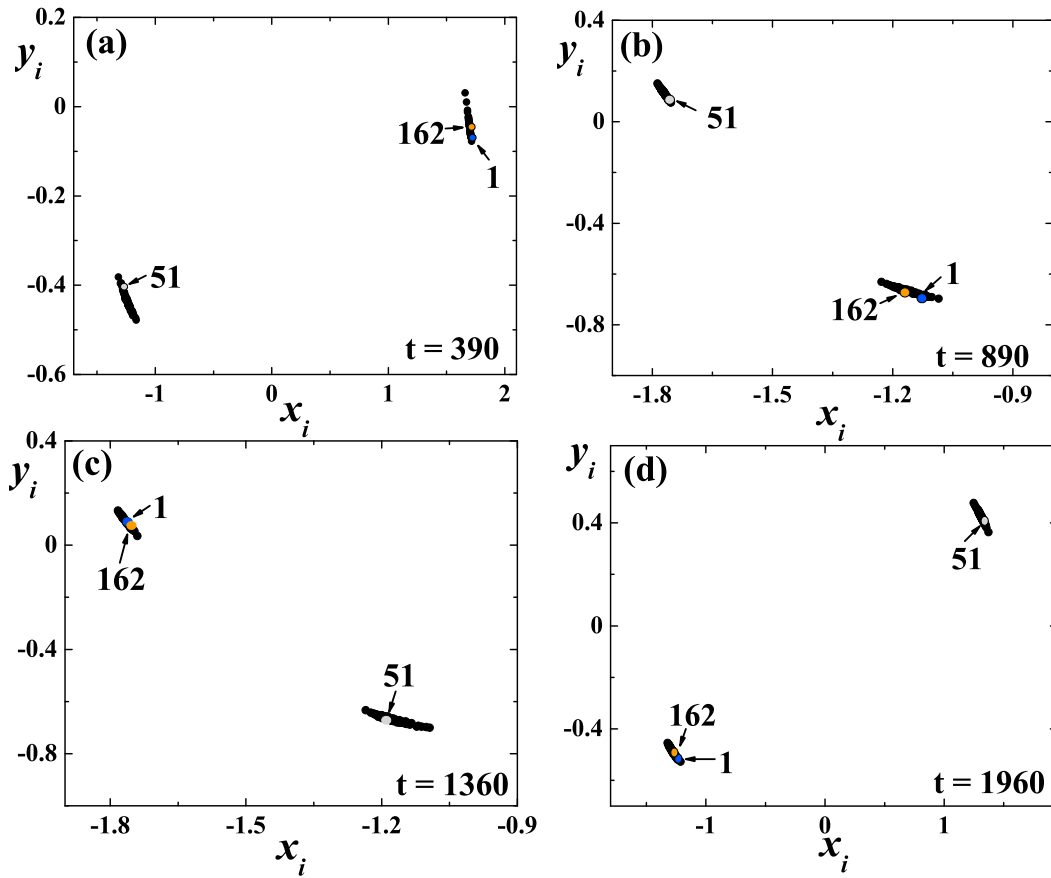 (a)
y_i
0.2
0
-0.2
-0.4
-0.6
162
1
51
t = 390
-1 0 1 2
x_i
(b)
y_i
0.4
0
-0.4
-0.8
51
1
162
t = 890
-1.8 -1.5 -1.2 -0.9
x_i
(c)
y_i
0.4
0
-0.4
-0.8
1
162
51
t = 1360
-1.8 -1.5 -1.2 -0.9
x_i
(d)
y_i
0.4
0
-0.4
51
162
1
t = 1960
-1 0 1
x_i